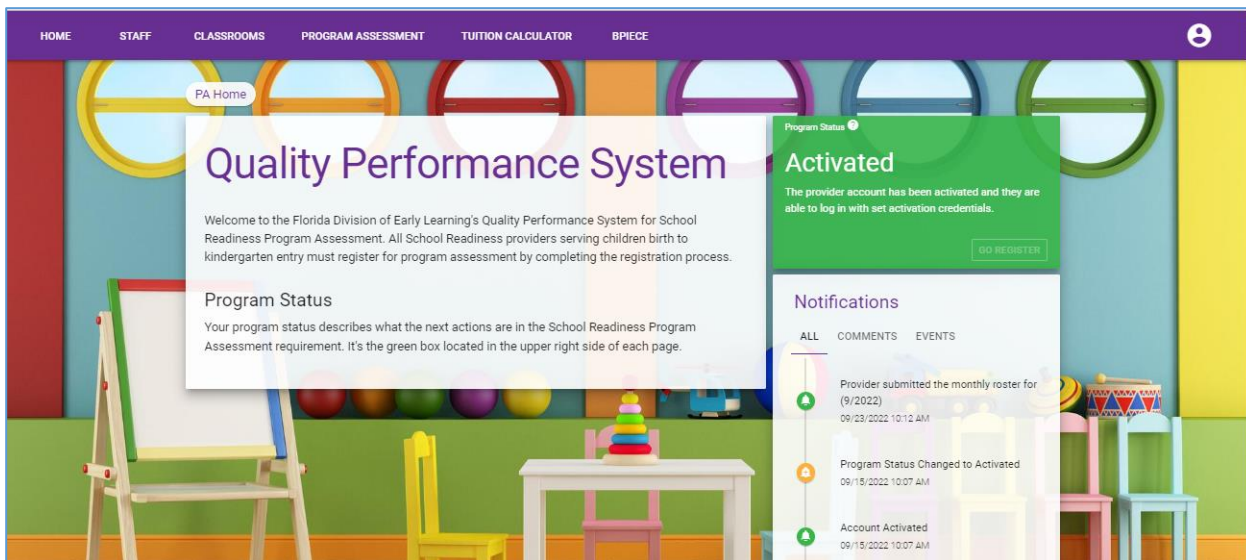 HOME STAFF CLASSROOMS PROGRAM ASSESSMENT TUITION CALCULATOR BPIECE
PA Home
Quality Performance System
Welcome to the Florida Division of Early Learning's Quality Performance System for School
Readiness Program Assessment. All School Readiness providers serving children birth to
kindergarten entry must register for program assessment by completing the registration process.
Program Status
Your program status describes what the next actions are in the School Readiness Program
Assessment requirement. It's the green box located in the upper right side of each page.
Program Status ?
Activated
The provider account has been activated and they are
able to log in with set activation credentials.
GO REGISTER
Notifications
ALL COMMENTS EVENTS
Provider submitted the monthly roster for
(9/2022)
09/23/2022 10:12 AM
Program Status Changed to Activated
09/15/2022 10:07 AM
Account Activated
09/15/2022 10:07 AM